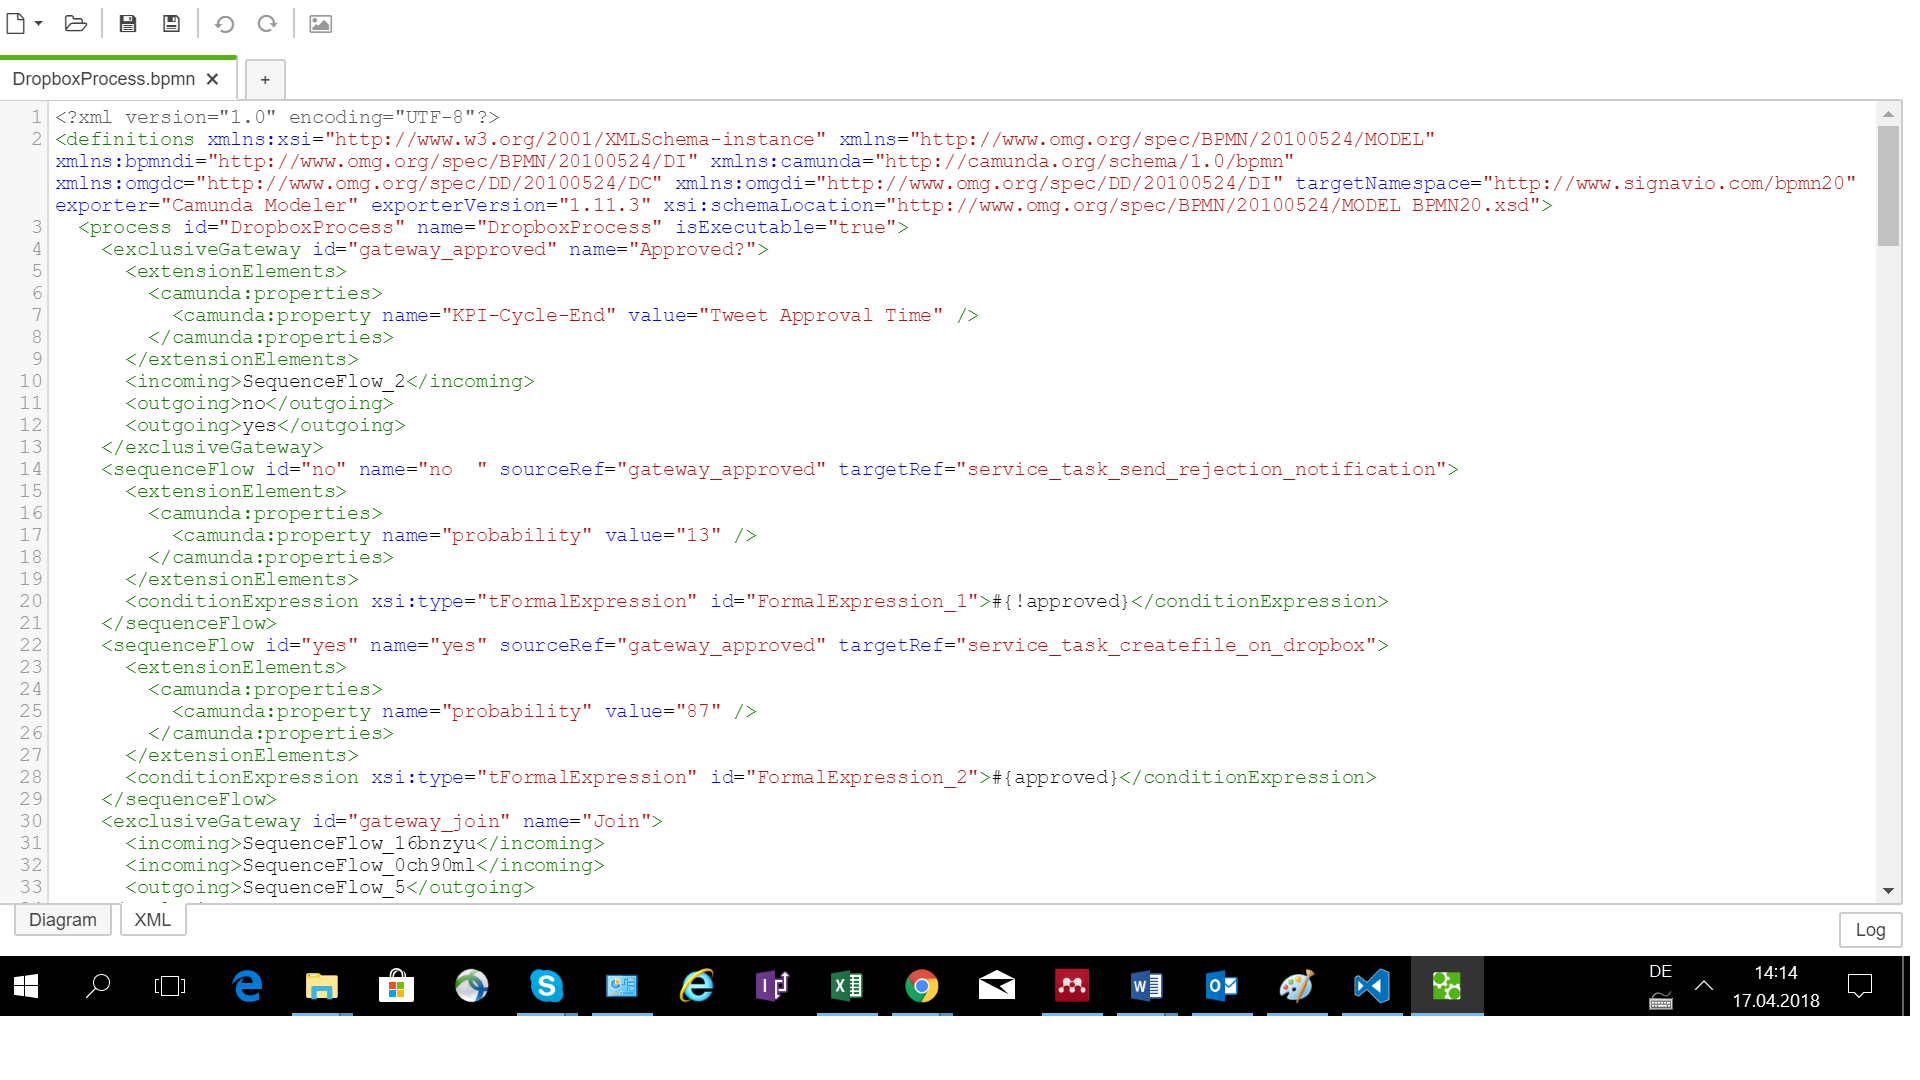 DropboxProcess.bpmn ×
+
1 <?xml version="1.0" encoding="UTF-8"?>
2 <definitions xmlns:xsi="http://www.w3.org/2001/XMLSchema-instance" xmlns="http://www.omg.org/spec/BPMN/20100524/MODEL"
xmlns:bpmndi="http://www.omg.org/spec/BPMN/20100524/DI" xmlns:camunda="http://camunda.org/schema/1.0/bpmn"
xmlns:omgdc="http://www.omg.org/spec/DD/20100524/DC" xmlns:omgdi="http://www.omg.org/spec/DD/20100524/DI" targetNamespace="http://www.signavio.com/bpmn20"
exporter="Camunda Modeler" exporterVersion="1.11.3" xsi:schemaLocation="http://www.omg.org/spec/BPMN/20100524/MODEL BPMN20.xsd">
3 <process id="DropboxProcess" name="DropboxProcess" isExecutable="true">
4 <exclusiveGateway id="gateway_approved" name="Approved?">
5 <extensionElements>
6 <camunda:properties>
7 <camunda:property name="KPI-Cycle-End" value="Tweet Approval Time" />
8 </camunda:properties>
9 </extensionElements>
10 <incoming>SequenceFlow_2</incoming>
11 <outgoing>no</outgoing>
12 <outgoing>yes</outgoing>
13 </exclusiveGateway>
14 <sequenceFlow id="no" name="no  " sourceRef="gateway_approved" targetRef="service_task_send_rejection_notification">
15 <extensionElements>
16 <camunda:properties>
17 <camunda:property name="probability" value="13" />
18 </camunda:properties>
19 </extensionElements>
20 <conditionExpression xsi:type="tFormalExpression" id="FormalExpression_1">#{!approved}</conditionExpression>
21 </sequenceFlow>
22 <sequenceFlow id="yes" name="yes" sourceRef="gateway_approved" targetRef="service_task_createfile_on_dropbox">
23 <extensionElements>
24 <camunda:properties>
25 <camunda:property name="probability" value="87" />
26 </camunda:properties>
27 </extensionElements>
28 <conditionExpression xsi:type="tFormalExpression" id="FormalExpression_2">#{approved}</conditionExpression>
29 </sequenceFlow>
30 <exclusiveGateway id="gateway_join" name="Join">
31 <incoming>SequenceFlow_16bnzyu</incoming>
32 <incoming>SequenceFlow_0ch90ml</incoming>
33 <outgoing>SequenceFlow_5</outgoing>
Diagram XML
Log
DE 14:14
17.04.2018